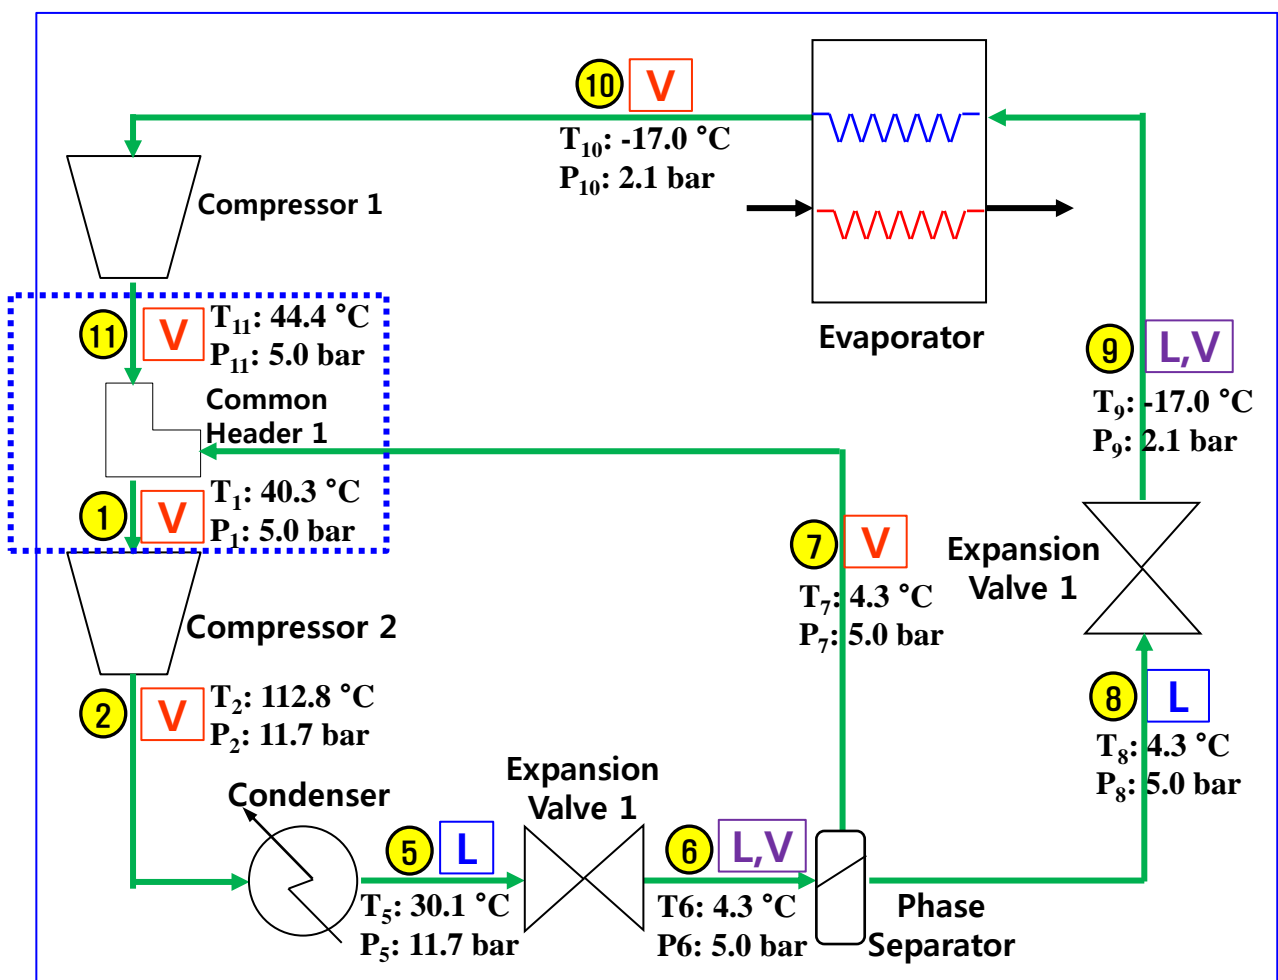 10 V
T10: -17.0 °C
P10: 2.1 bar
Compressor 1
Evaporator
11 V
T11: 44.4 °C
P11: 5.0 bar
Common
Header 1
9 L,V
T9: -17.0 °C
P9: 2.1 bar
1 V
T1: 40.3 °C
P1: 5.0 bar
7 V
T7: 4.3 °C
P7: 5.0 bar
Expansion
Valve 1
Compressor 2
2 V
T2: 112.8 °C
P2: 11.7 bar
8 L
T8: 4.3 °C
P8: 5.0 bar
Condenser
Expansion
Valve 1
5 L
T5: 30.1 °C
P5: 11.7 bar
6 L,V
T6: 4.3 °C
P6: 5.0 bar
Phase
Separator